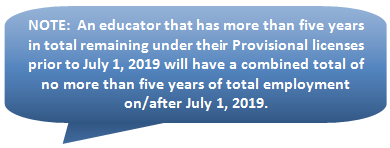 NOTE:  An educator that has more than five years
in total remaining under their Provisional licenses
prior to July 1, 2019 will have a combined total of
no more than five years of total employment
on/after July 1, 2019.